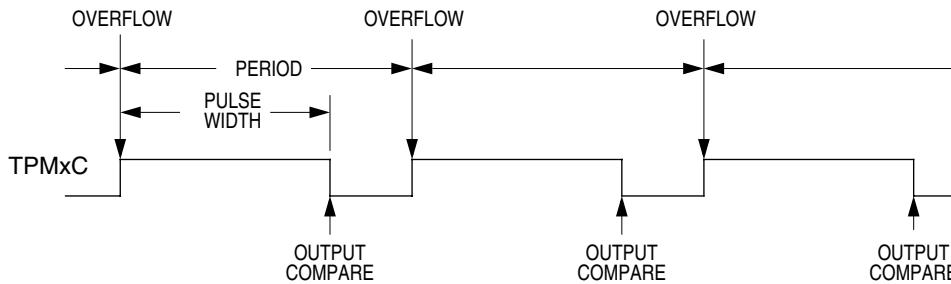 OVERFLOW
OVERFLOW
OVERFLOW
PERIOD
PULSE
WIDTH
TPMxC
OUTPUT
COMPARE
OUTPUT
COMPARE
OUTPUT
COMPARE